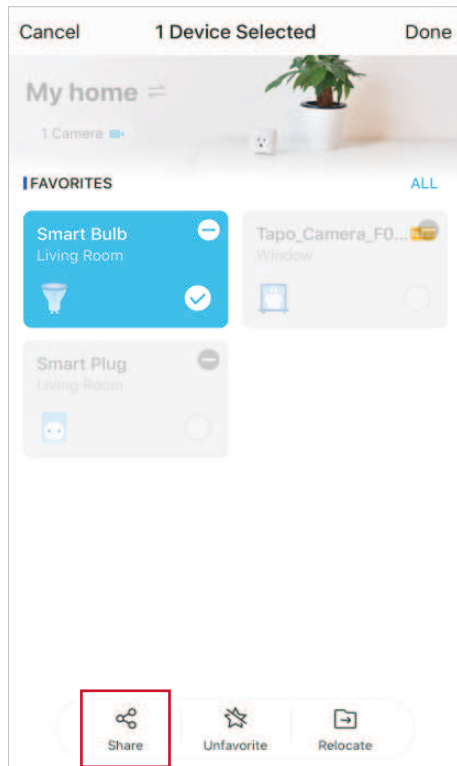 Cancel 1 Device Selected Done
My home
1 Camera
FAVORITES ALL
Smart Bulb
Living Room
Tapo_Camera_F0...
Window
Smart Plug
Living Room
Share Unfavorite Relocate